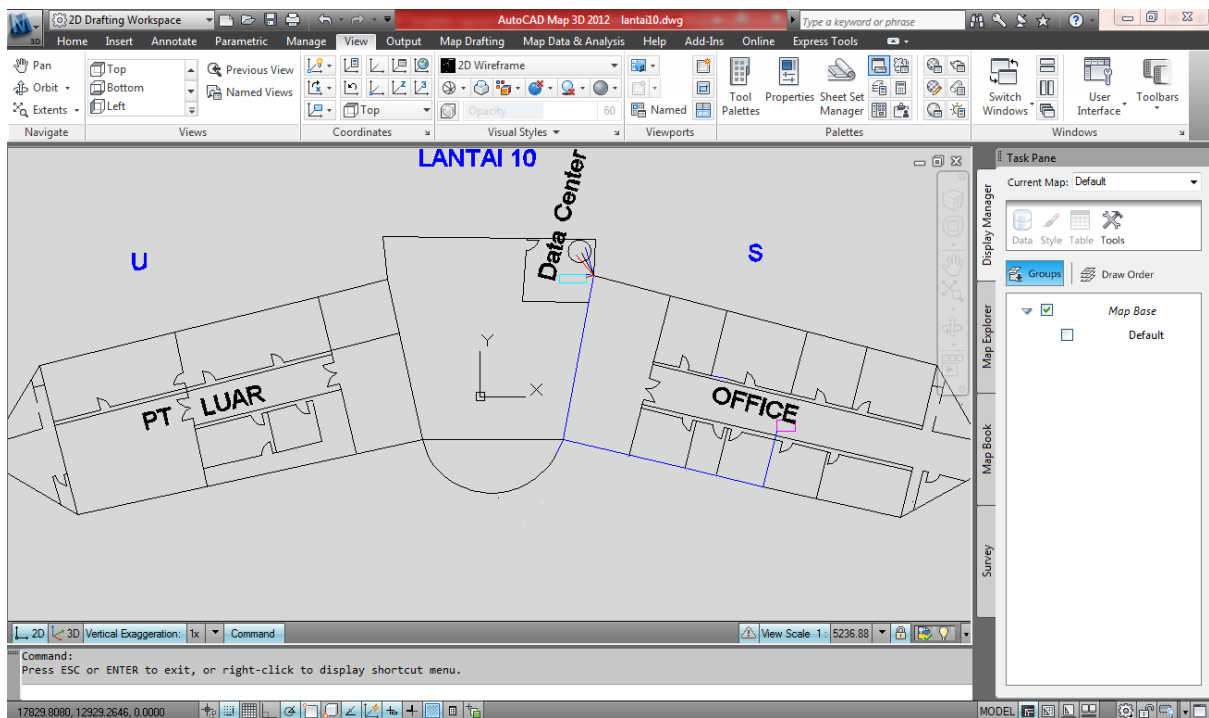 2D Drafting Workspace
AutoCAD Map 3D 2012 lantai10.dwg
Type a keyword or phrase
3D
Home Insert Annotate Parametric Manage View Output Map Drafting Map Data & Analysis Help Add-Ins Online Express Tools
Pan
Orbit
Extents
Navigate
Top
Bottom
Left
Previous View
Named Views
Views
Top
Coordinates
2D Wireframe
Opacity 60
Visual Styles
Named
Viewports
Tool Palettes
Properties
Sheet Set Manager
Palettes
Switch Windows
User Interface
Toolbars
Windows
LANTAI 10
Data Center
U
S
Y
X
PT LUAR
OFFICE
Task Pane
Current Map: Default
Data Style Table Tools
Groups Draw Order
Map Base
Default
Display Manager
Map Explorer
Map Book
Survey
2D 3D Vertical Exaggeration: 1x Command
View Scale 1 : 5236.88
Command:
Press ESC or ENTER to exit, or right-click to display shortcut menu.
17829.8080, 12929.2646, 0.0000
MODEL